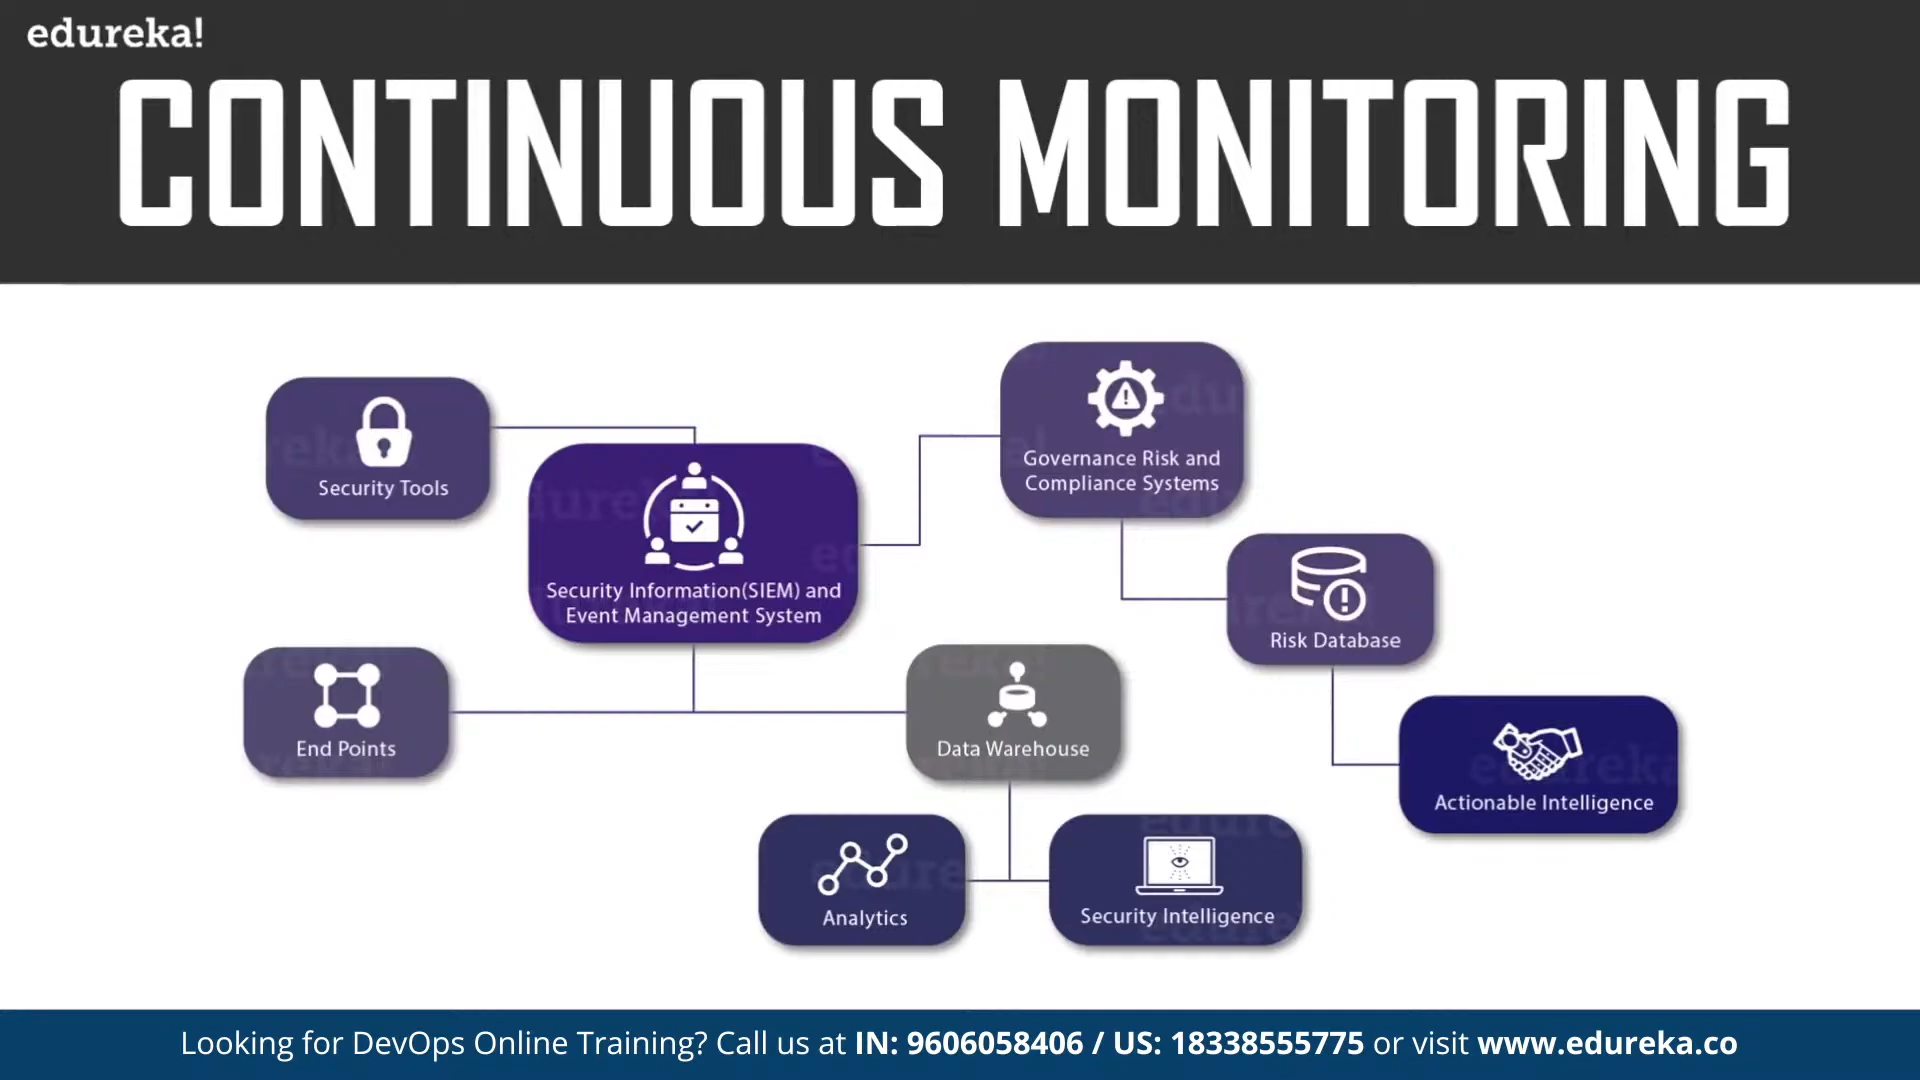 edureka!
CONTINUOUS MONITORING
Security Tools
Security Information(SIEM) and
Event Management System
Governance Risk and
Compliance Systems
Risk Database
End Points
Data Warehouse
Actionable Intelligence
Analytics
Security Intelligence
Looking for DevOps Online Training? Call us at IN: 9606058406 / US: 18338555775 or visit www.edureka.co